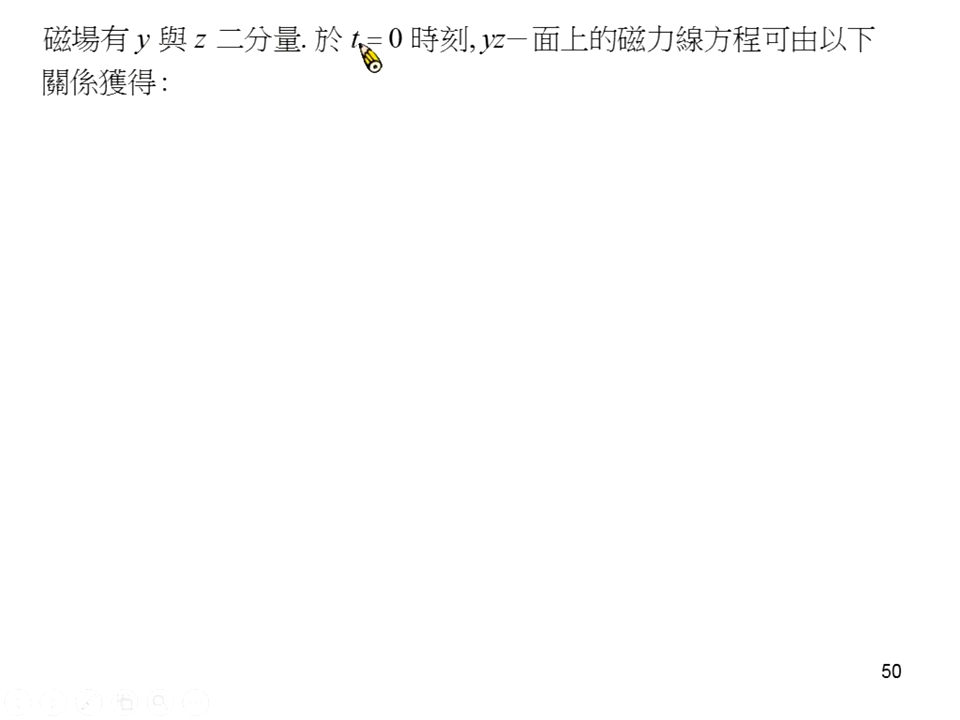 磁場有 y 與 z 二分量. 於 t = 0 時刻, yz－面上的磁力線方程可由以下
關係獲得:
50